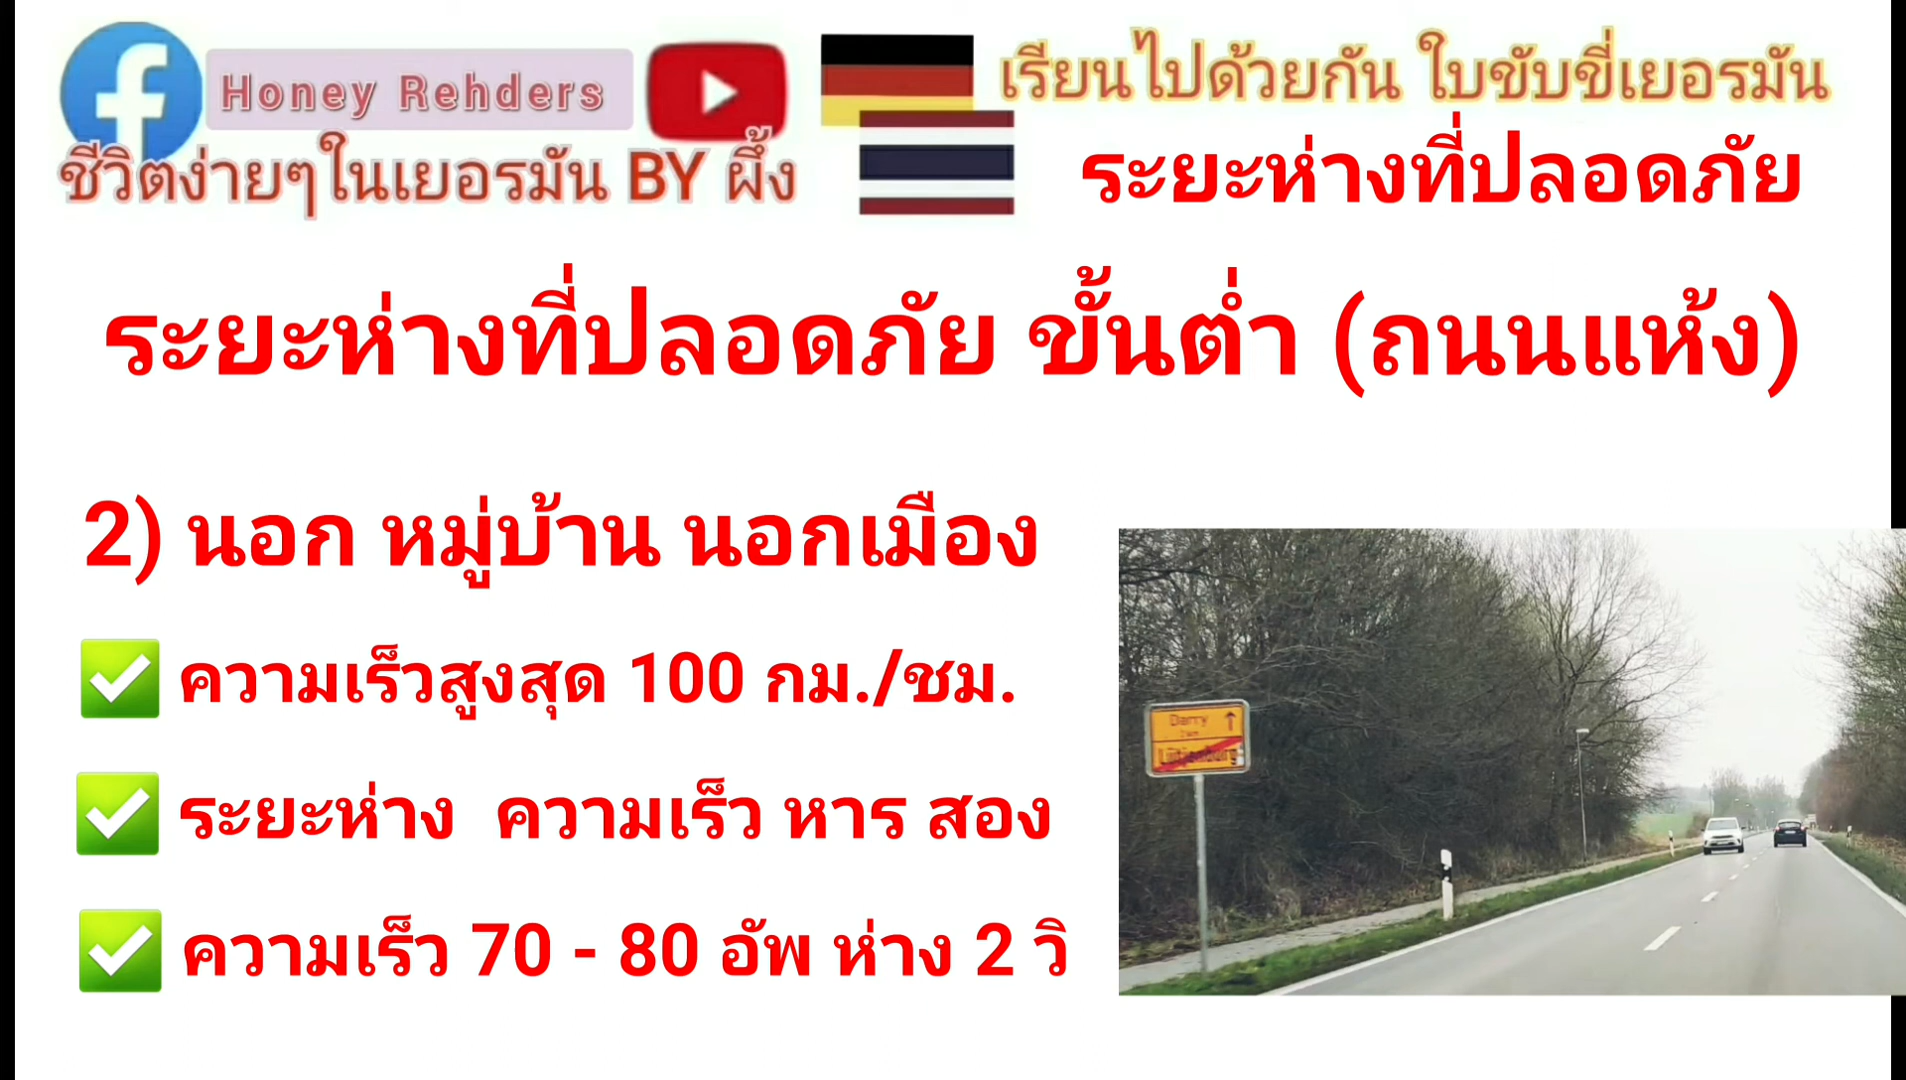 Honey Rehders
ชีวิตง่ายๆในเยอรมัน BY ผึ้ง
เรียนไปด้วยกัน ใบขับขี่เยอรมัน
ระยะห่างที่ปลอดภัย
ระยะห่างที่ปลอดภัย ขั้นต่ำ (ถนนแห้ง)
2) นอก หมู่บ้าน นอกเมือง
ความเร็วสูงสุด 100 กม./ชม.
ระยะห่าง ความเร็ว หาร สอง
ความเร็ว 70 - 80 อัพ ห่าง 2 วิ
Darry